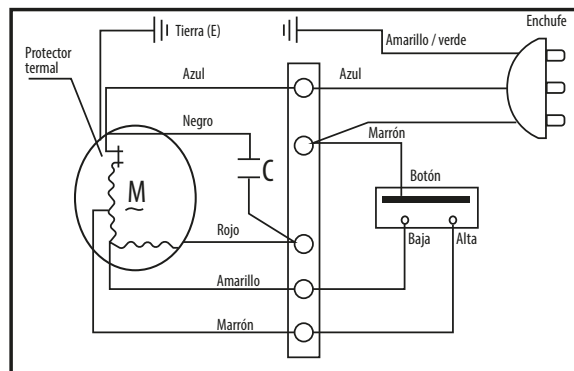 Enchufe
Tierra (E)
Amarillo / verde
Protector
termal
Azul
Azul
Negro
Marrón
C
Botón
M
~
Rojo
Baja
Alta
Amarillo
Marrón